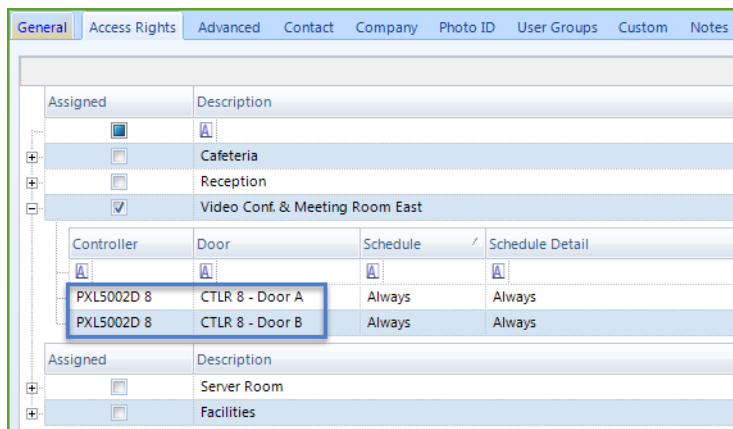 General Access Rights Advanced Contact Company Photo ID User Groups Custom Notes
Assigned Description
A
Cafeteria
Reception
Video Conf. & Meeting Room East
Controller Door Schedule Schedule Detail
A A A A
PXL5002D 8 CTLR 8 - Door A Always Always
PXL5002D 8 CTLR 8 - Door B Always Always
Assigned Description
Server Room
Facilities